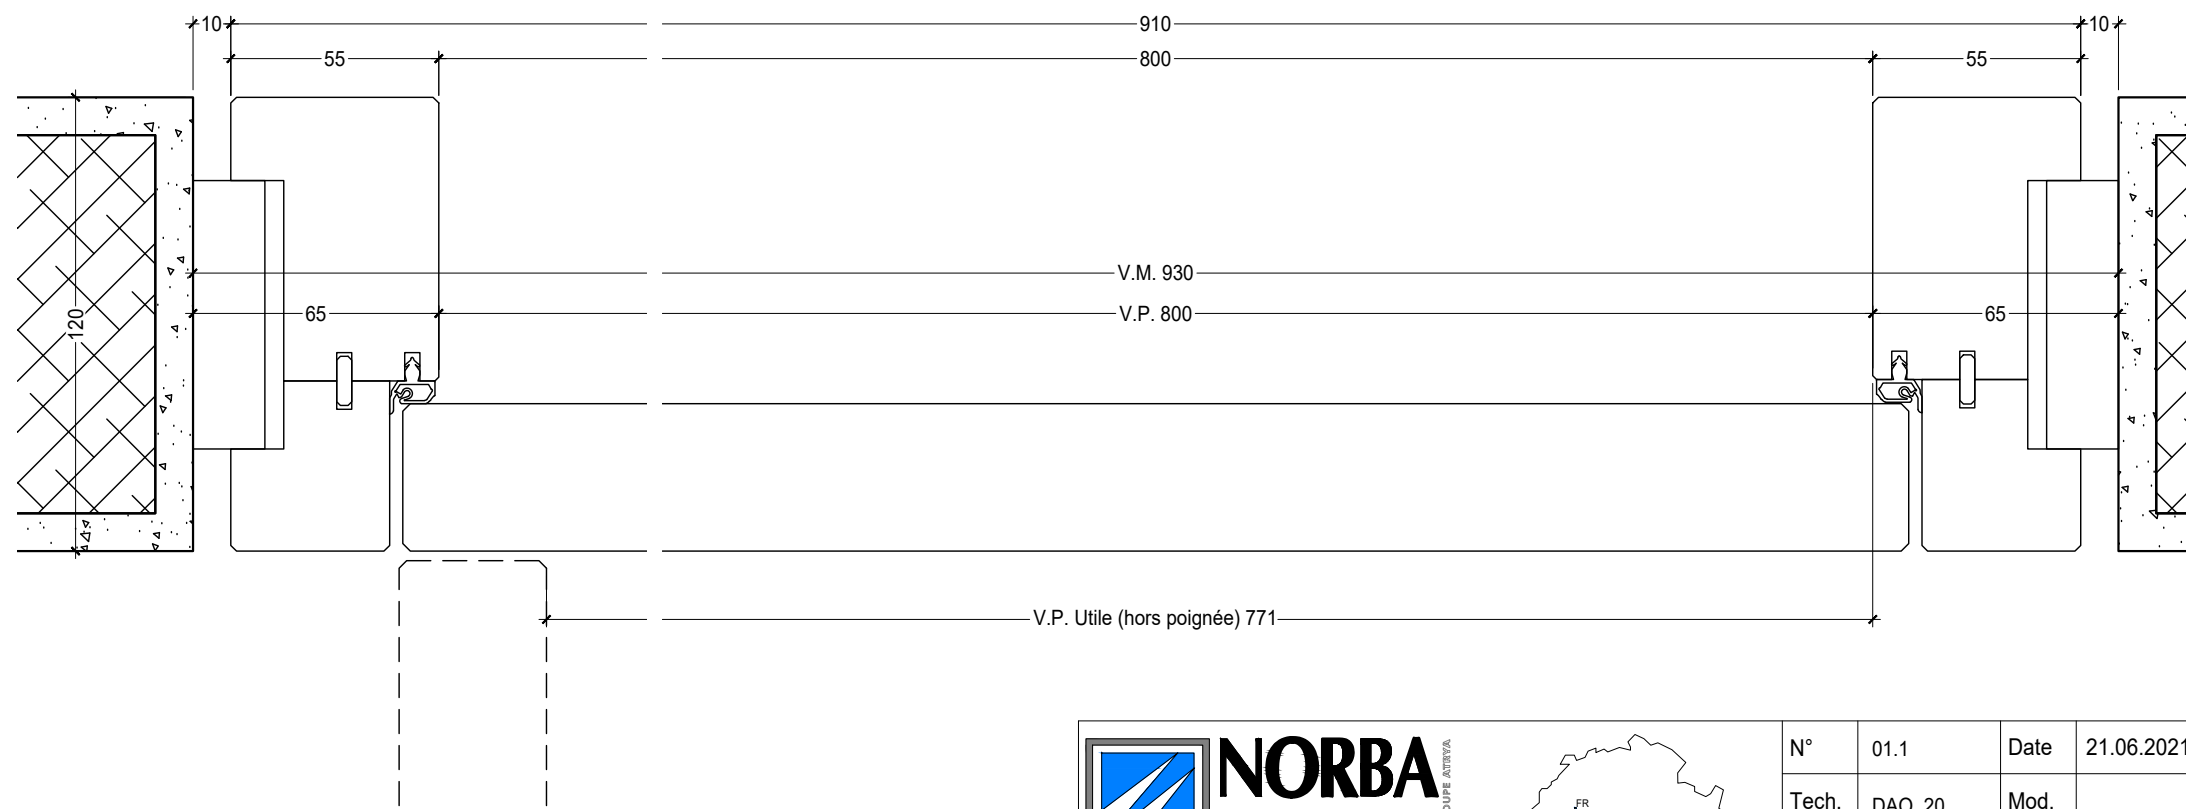 10 910 10
55 800 55
V.M. 930
65 V.P. 800 65
120
V.P. Utile (hors poignée) 771
NORBA
N° 01.1 Date 21.06.2021
FR
Tech. DAO 20 Mod.